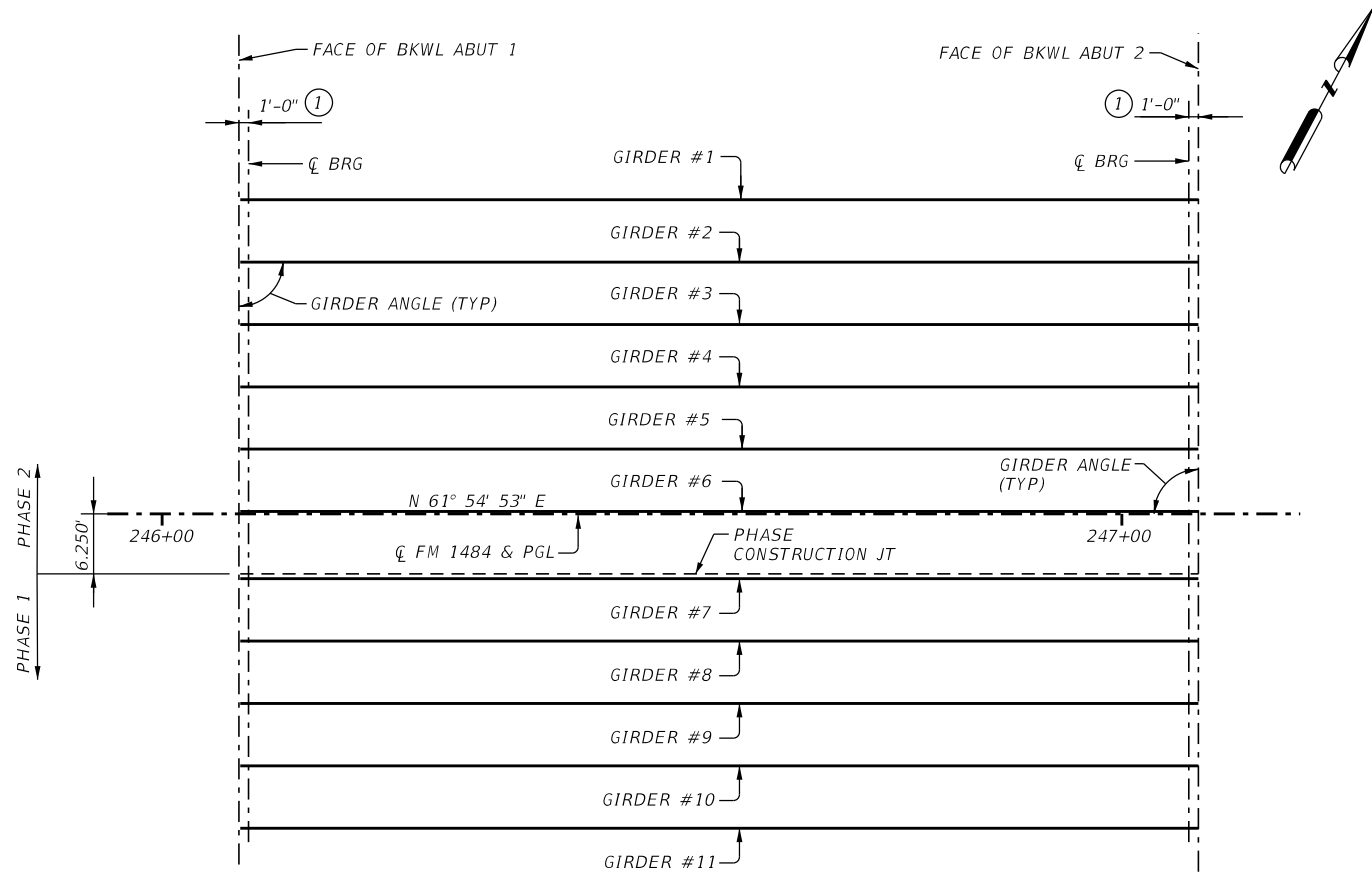 FACE OF BKWL ABUT 1
FACE OF BKWL ABUT 2
1'-0" 1
1 1'-0"
N
℄ BRG
℄ BRG
GIRDER #1
GIRDER #2
GIRDER ANGLE (TYP)
GIRDER #3
GIRDER #4
GIRDER #5
GIRDER #6
GIRDER ANGLE
(TYP)
PHASE 2
6.250'
PHASE 1
N 61° 54' 53" E
246+00
247+00
℄ FM 1484 & PGL
PHASE
CONSTRUCTION JT
GIRDER #7
GIRDER #8
GIRDER #9
GIRDER #10
GIRDER #11